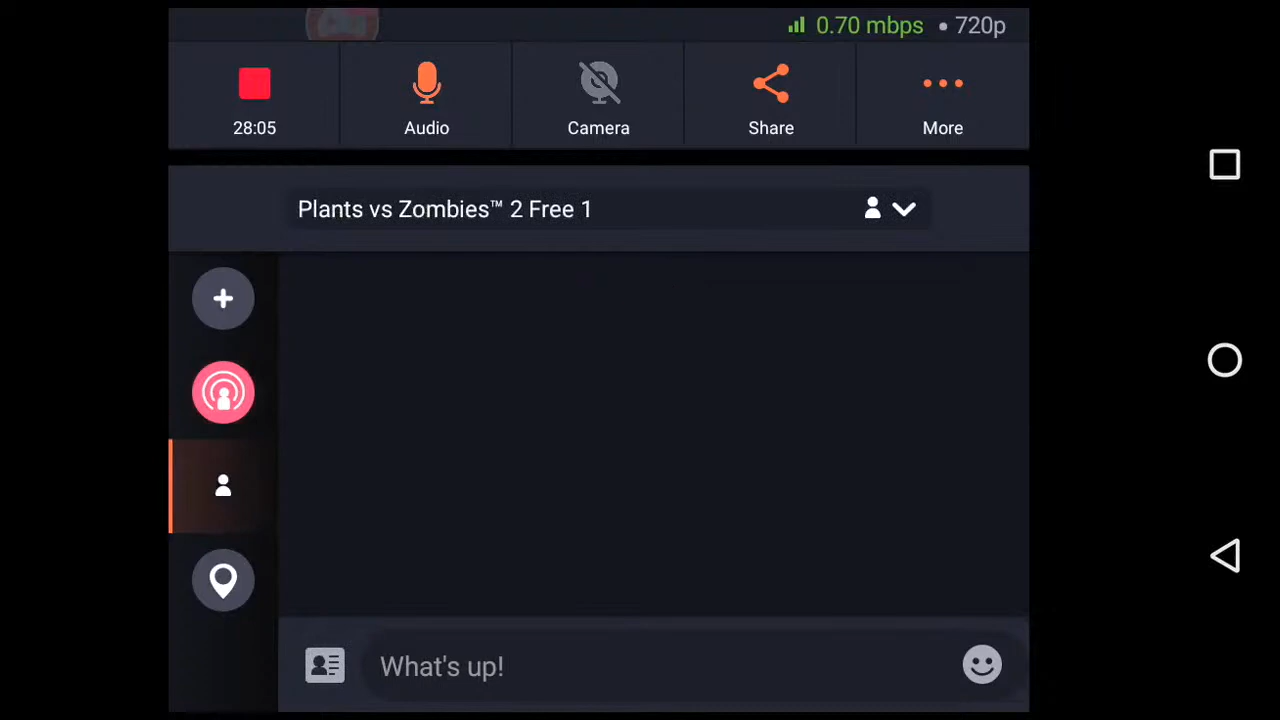 0.70 mbps • 720p
28:05
Audio
Camera
Share
More
Plants vs Zombies™ 2 Free 1
What's up!